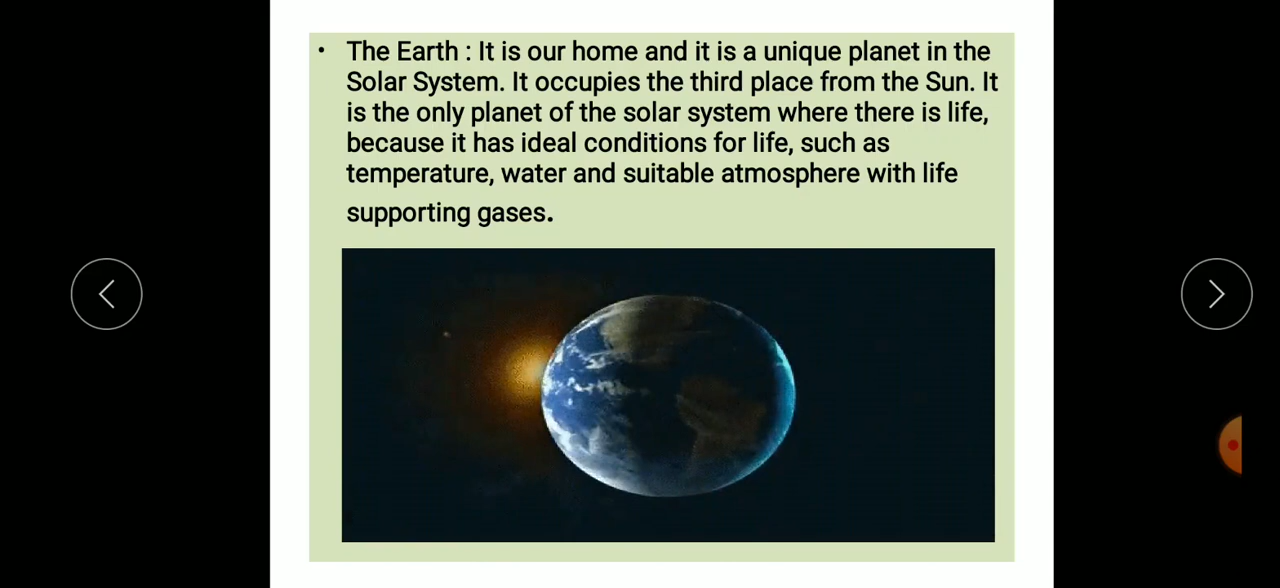 • The Earth : It is our home and it is a unique planet in the
Solar System. It occupies the third place from the Sun. It
is the only planet of the solar system where there is life,
because it has ideal conditions for life, such as
temperature, water and suitable atmosphere with life
supporting gases.